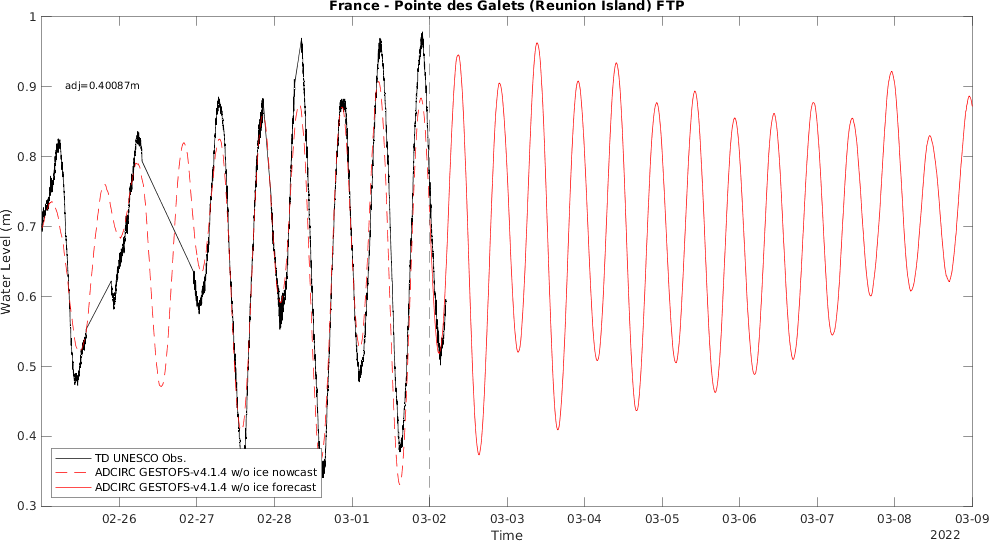 France - Pointe des Galets (Reunion Island) FTP
1
0.9
0.8
0.7
0.6
0.5
0.4
0.3
Water Level (m)
adj=0.40087m
TD UNESCO Obs.
ADCIRC GESTOFS-v4.1.4 w/o ice nowcast
ADCIRC GESTOFS-v4.1.4 w/o ice forecast
02-26 02-27 02-28 03-01 03-02 03-03 03-04 03-05 03-06 03-07 03-08 03-09
Time
2022